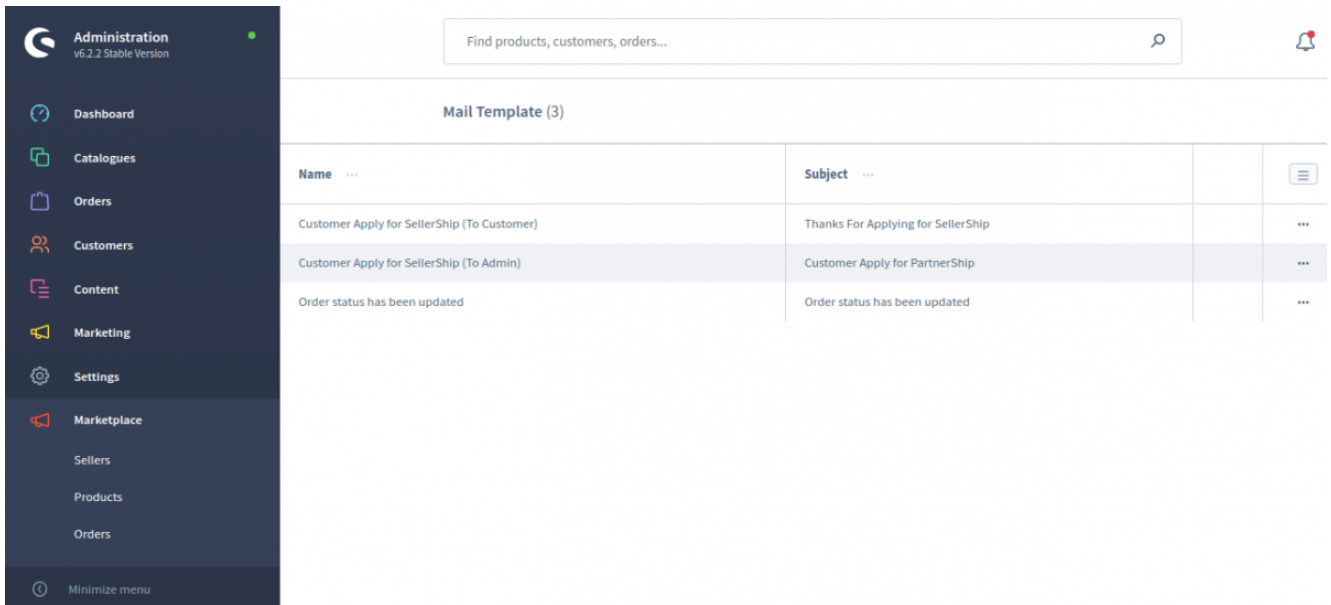 Administration
v6.2.2 Stable Version
Find products, customers, orders...
Dashboard
Catalogues
Orders
Customers
Content
Marketing
Settings
Marketplace
Sellers
Products
Orders
Minimize menu
Mail Template (3)
Name ... Subject ...
Customer Apply for SellerShip (To Customer) Thanks For Applying for SellerShip ...
Customer Apply for SellerShip (To Admin) Customer Apply for PartnerShip ...
Order status has been updated Order status has been updated ...